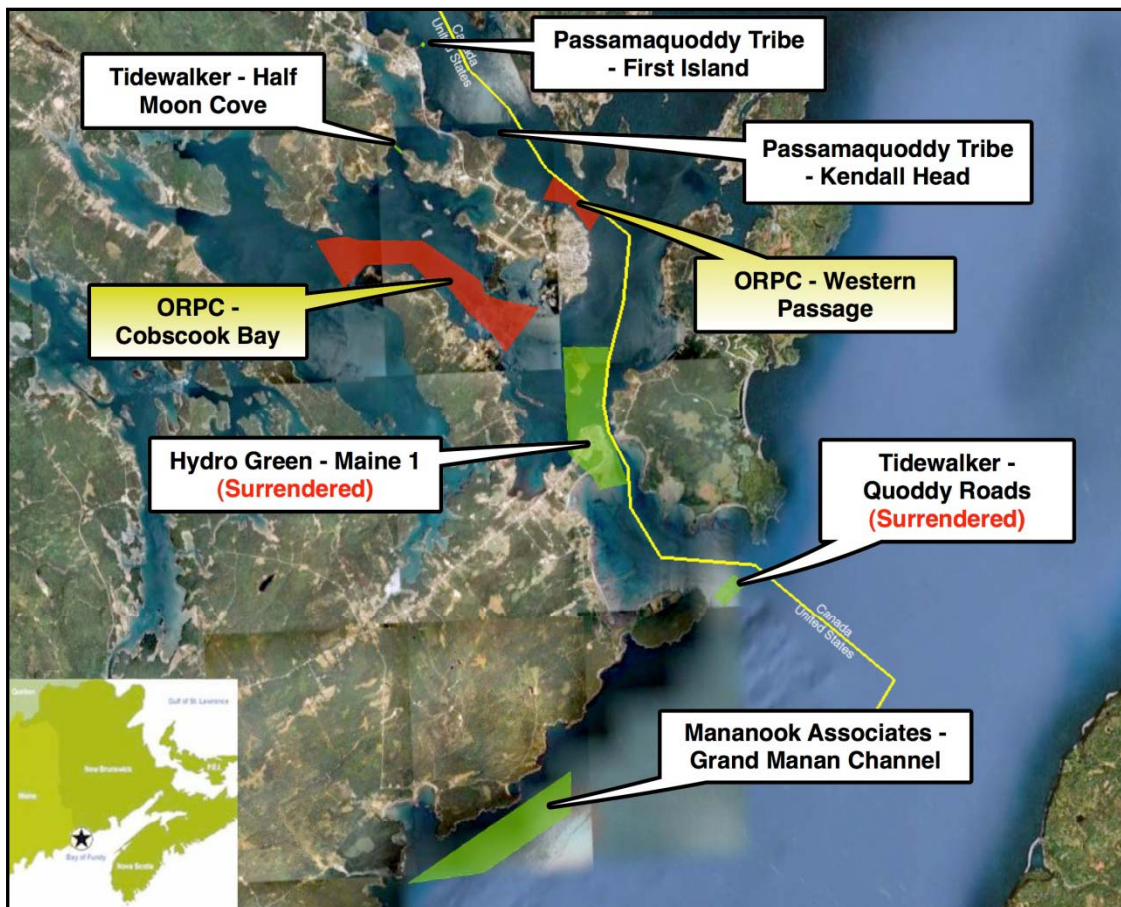 Canada
United States
Passamaquoddy Tribe
- First Island
Tidewalker - Half
Moon Cove
Passamaquoddy Tribe
- Kendall Head
ORPC - Western
Passage
ORPC -
Cobscook Bay
Hydro Green - Maine 1
(Surrendered)
Tidewalker -
Quoddy Roads
(Surrendered)
Canada
United States
Mananook Associates -
Grand Manan Channel
Quebec
Gulf of St. Lawrence
New Brunswick
P.E.I.
Maine
Bay of Fundy
Nova Scotia